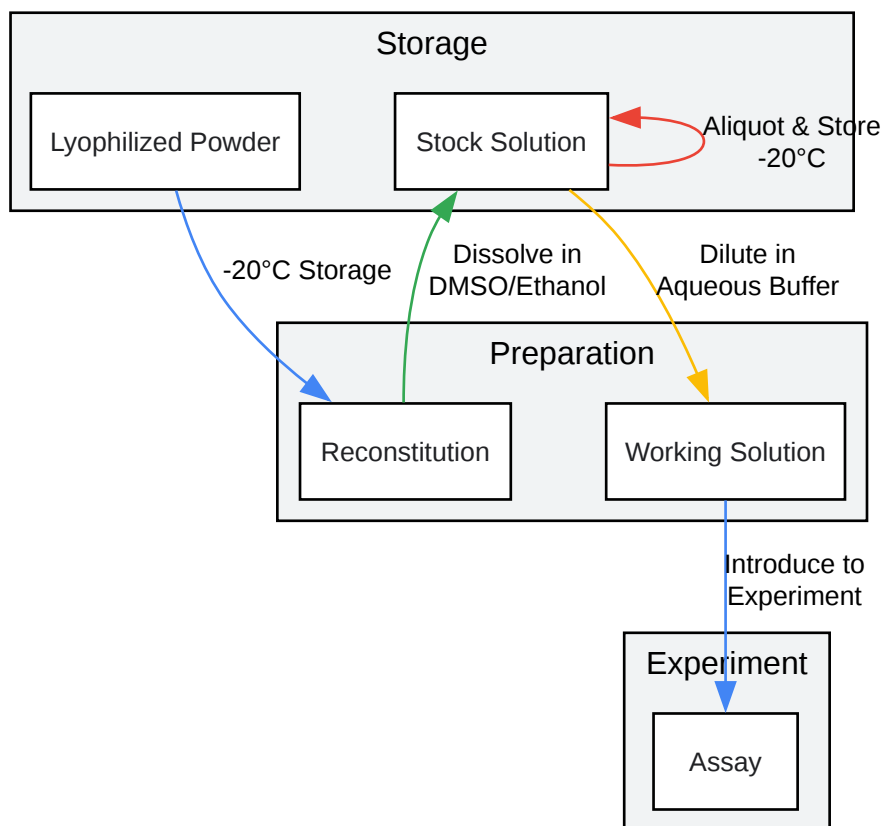 Storage
Lyophilized Powder
Stock Solution
Aliquot & Store
-20°C
-20°C Storage
Dissolve in
DMSO/Ethanol
Dilute in
Aqueous Buffer
Preparation
Reconstitution
Working Solution
Introduce to
Experiment
Experiment
Assay